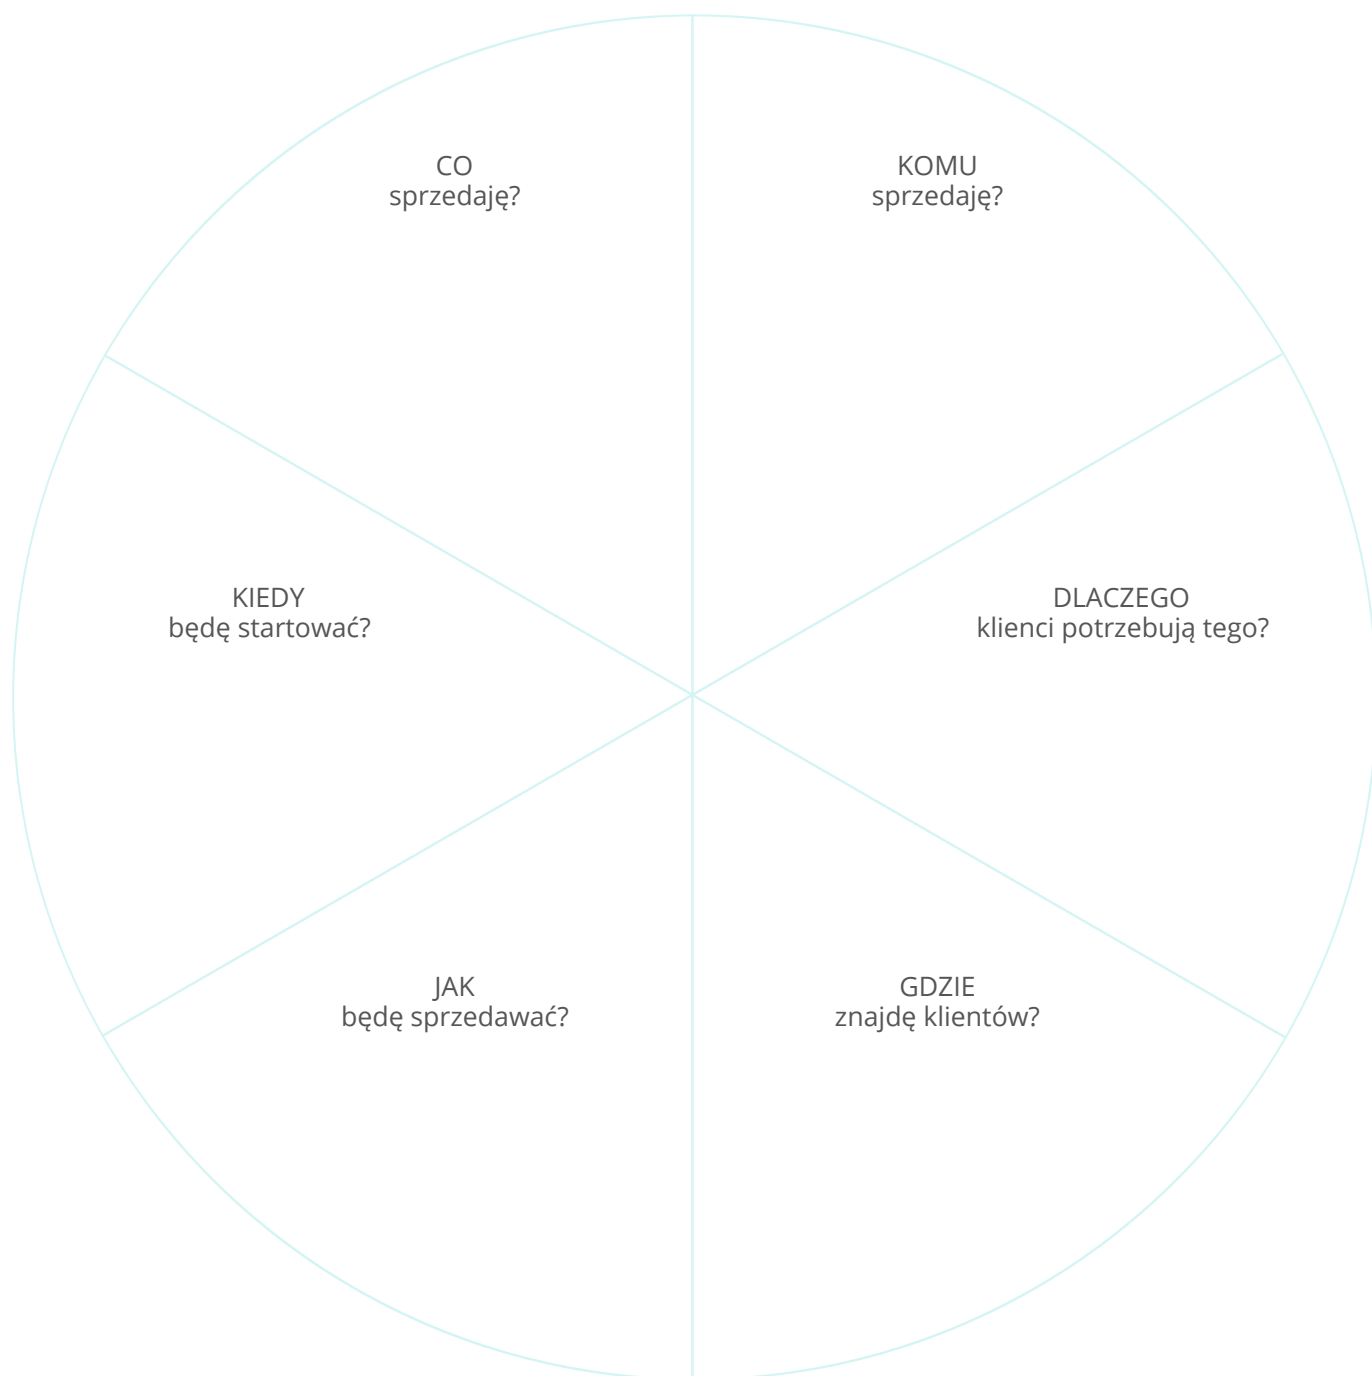 CO
sprzedaję?
KOMU
sprzedaję?
KIEDY
będę startować?
DLACZEGO
klienci potrzebują tego?
JAK
będę sprzedawać?
GDZIE
znajdę klientów?